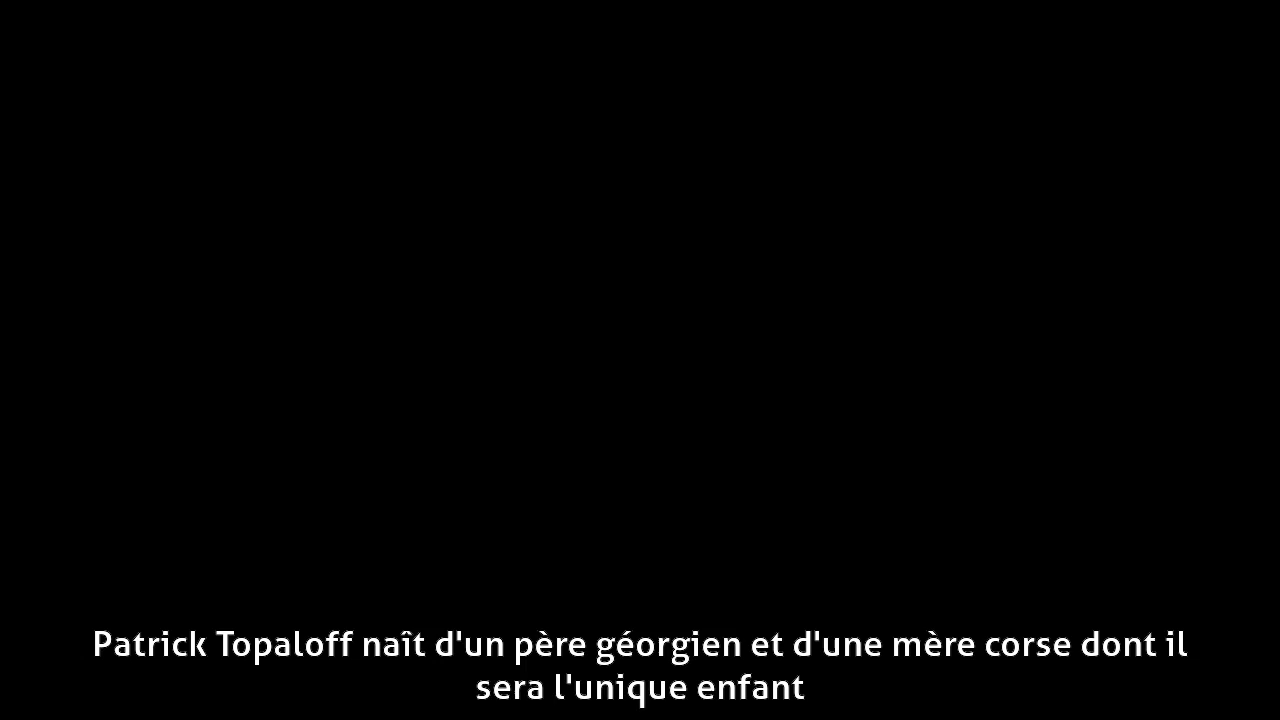 Patrick Topaloff naît d'un père géorgien et d'une mère corse dont il
sera l'unique enfant